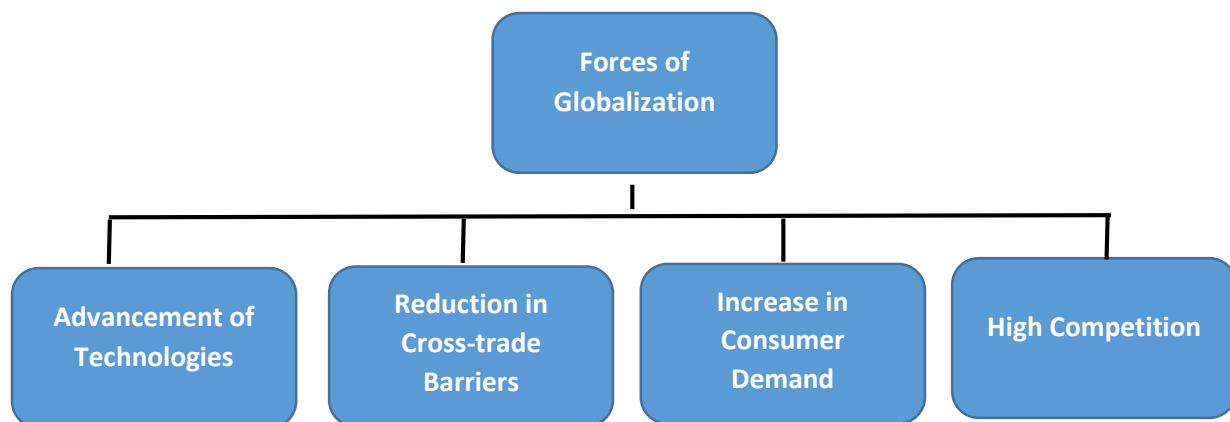 Forces of
Globalization
Advancement of
Technologies
Reduction in
Cross-trade
Barriers
Increase in
Consumer
Demand
High Competition